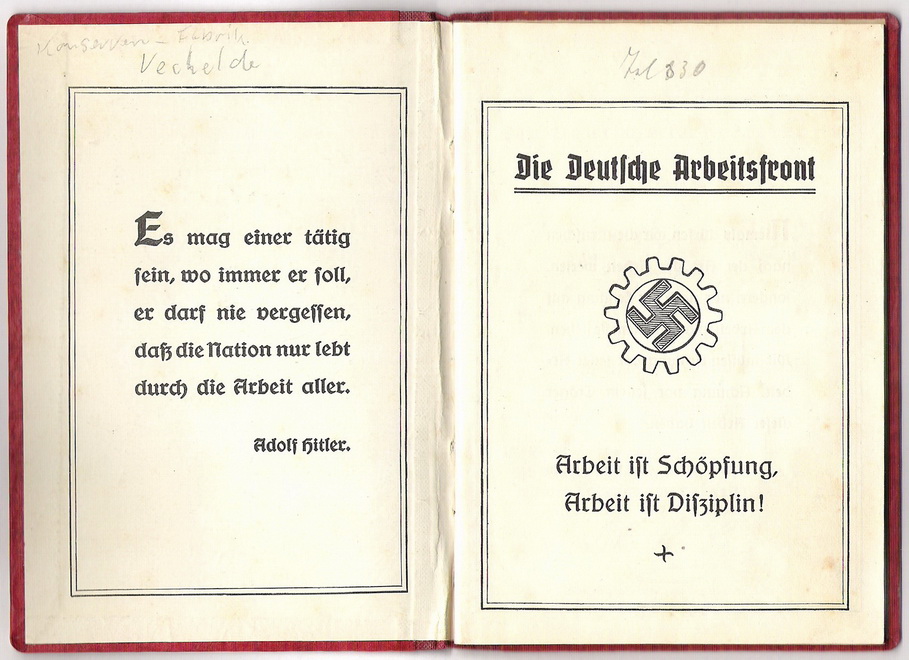 Konserven-Fabrik
Vechelde
Es mag einer tätig
ſein, wo immer er ſoll,
er darf nie vergeſſen,
daß die Nation nur lebt
durch die Arbeit aller.
Adolf Hitler.
Die Deutſche Arbeitsfront
Arbeit iſt Schöpfung,
Arbeit iſt Diſziplin!